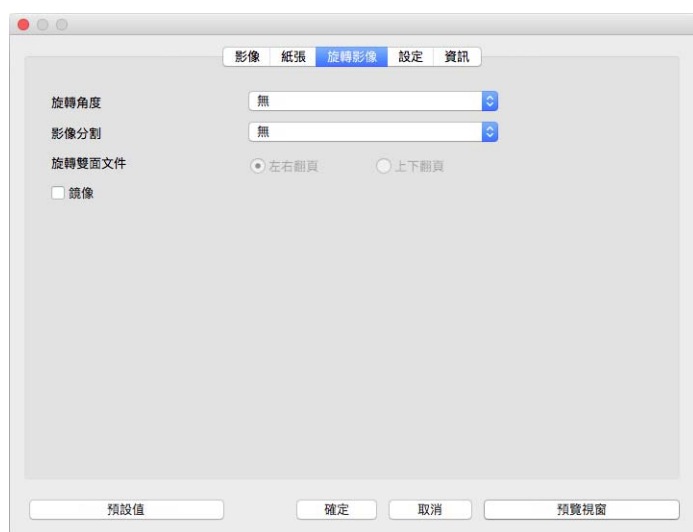 影像 紙張 旋轉影像 設定 資訊
旋轉角度 無
影像分割 無
旋轉雙面文件 左右翻頁 上下翻頁
鏡像
預設值 確定 取消 預覽視窗